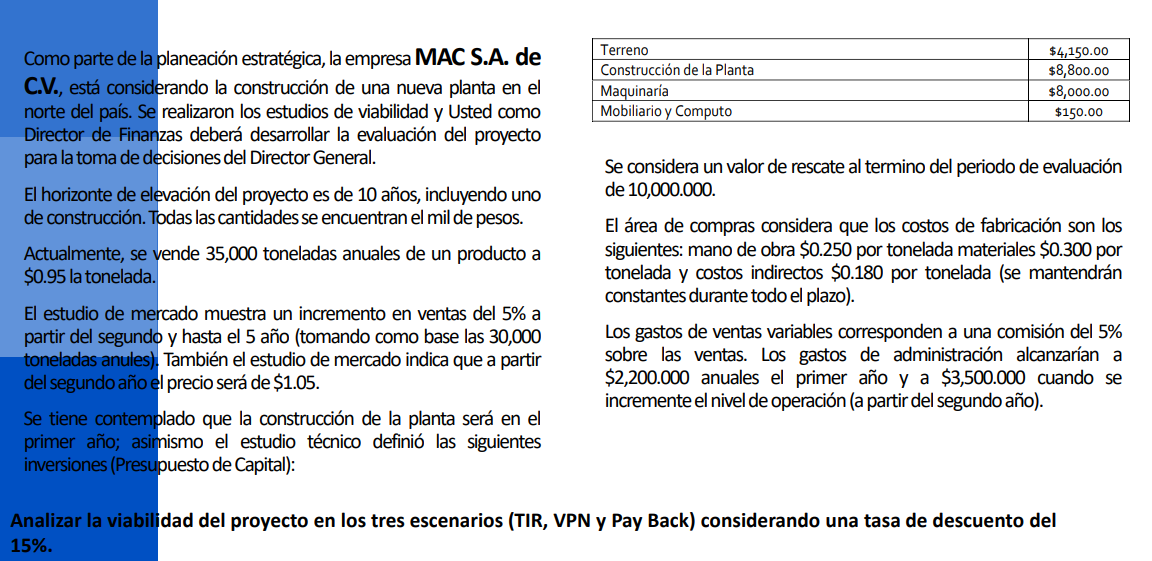 Como parte de la planeación estratégica, la empresa MAC S.A. de
C.V., está considerando la construcción de una nueva planta en el
norte del país. Se realizaron los estudios de viabilidad y Usted como
Director de Finanzas deberá desarrollar la evaluación del proyecto
para la toma de decisiones del Director General.
El horizonte de elevación del proyecto es de 10 años, incluyendo uno
de construcción. Todas las cantidades se encuentran el mil de pesos.
Actualmente, se vende 35,000 toneladas anuales de un producto a
$0.95 la tonelada.
El estudio de mercado muestra un incremento en ventas del 5% a
partir del segundo y hasta el 5 año (tomando como base las 30,000
toneladas anules). También el estudio de mercado indica que a partir
del segundo año el precio será de $1.05.
Se tiene contemplado que la construcción de la planta será en el
primer año; asimismo el estudio técnico definió las siguientes
inversiones (Presupuesto de Capital):
Terreno $4,150.00
Construcción de la Planta $8,800.00
Maquinaría $8,000.00
Mobiliario y Computo $150.00
Se considera un valor de rescate al termino del periodo de evaluación
de 10,000.000.
El área de compras considera que los costos de fabricación son los
siguientes: mano de obra $0.250 por tonelada materiales $0.300 por
tonelada y costos indirectos $0.180 por tonelada (se mantendrán
constantes durante todo el plazo).
Los gastos de ventas variables corresponden a una comisión del 5%
sobre las ventas. Los gastos de administración alcanzarían a
$2,200.000 anuales el primer año y a $3,500.000 cuando se
incremente el nivel de operación (a partir del segundo año).
Analizar la viabilidad del proyecto en los tres escenarios (TIR, VPN y Pay Back) considerando una tasa de descuento del
15%.